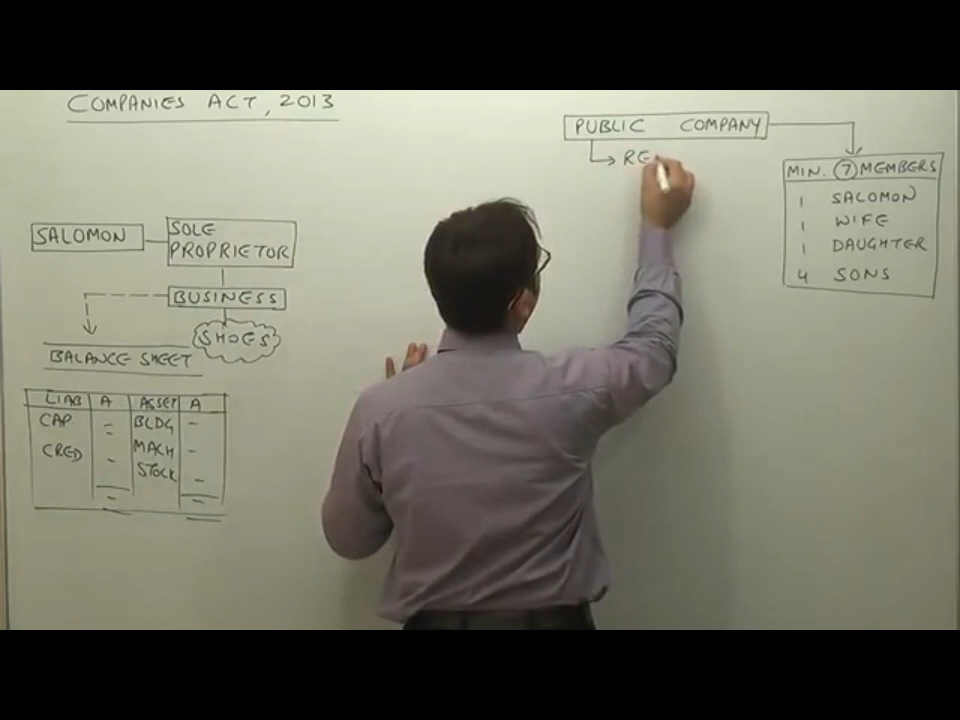 COMPANIES ACT, 2013
PUBLIC COMPANY
RE
MIN. 7 MEMBERS
1 SALOMON
1 WIFE
1 DAUGHTER
4 SONS
SALOMON
SOLE
PROPRIETOR
BUSINESS
SHOES
BALANCE SHEET
LIAB A ASSET A
CAP = BLDG -
CRED - MACH -
STOCK -
= =